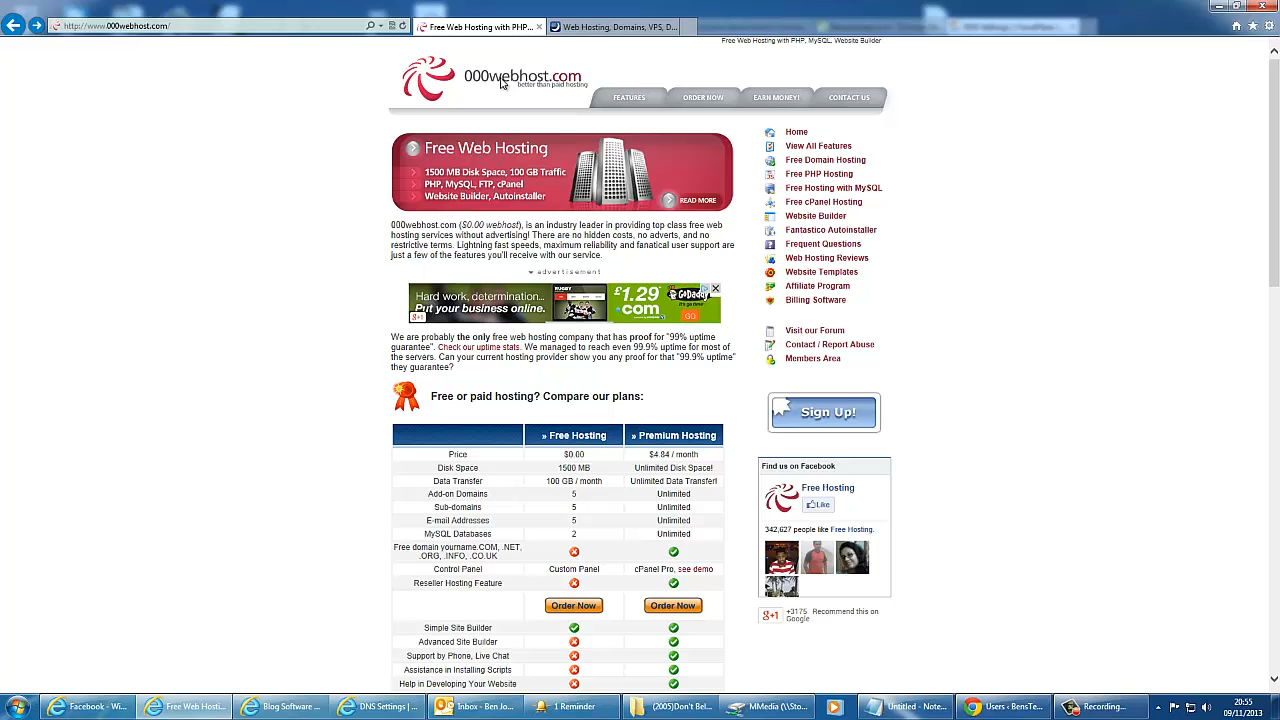 http://www.000webhost.com/
Free Web Hosting with PHP...
Web Hosting, Domains, VPS, D...
Free Web Hosting with PHP, MySQL, Website Builder
000webhost.com
better than paid hosting
FEATURES
ORDER NOW
EARN MONEY!
CONTACT US
Free Web Hosting
1500 MB Disk Space, 100 GB Traffic
PHP, MySQL, FTP, cPanel
Website Builder, Autoinstaller
READ MORE
000webhost.com ($0.00 webhost), is an industry leader in providing top class free web
hosting services without advertising! There are no hidden costs, no adverts, and no
restrictive terms. Lightning fast speeds, maximum reliability and fanatical user support are
just a few of the features you'll receive with our service.
advertisement
Hard work, determination...
Put your business online.
g+1
RUGBY
£1.29
.com
GoDaddy
It's go time
GO
We are probably the only free web hosting company that has proof for "99% uptime
guarantee". Check our uptime stats. We managed to reach even 99.9% uptime for most of
the servers. Can your current hosting provider show you any proof for that "99.9% uptime"
they guarantee?
Free or paid hosting? Compare our plans:
» Free Hosting » Premium Hosting
Price $0.00 $4.84 / month
Disk Space 1500 MB Unlimited Disk Space!
Data Transfer 100 GB / month Unlimited Data Transfer!
Add-on Domains 5 Unlimited
Sub-domains 5 Unlimited
E-mail Addresses 5 Unlimited
MySQL Databases 2 Unlimited
Free domain yourname.COM, .NET,
.ORG, .INFO, .CO.UK
Control Panel Custom Panel cPanel Pro, see demo
Reseller Hosting Feature
Order Now Order Now
Simple Site Builder
Advanced Site Builder
Support by Phone, Live Chat
Assistance in Installing Scripts
Help in Developing Your Website
Home
View All Features
Free Domain Hosting
Free PHP Hosting
Free Hosting with MySQL
Free cPanel Hosting
Website Builder
Fantastico Autoinstaller
Frequent Questions
Web Hosting Reviews
Website Templates
Affiliate Program
Billing Software
Visit our Forum
Contact / Report Abuse
Members Area
Sign Up!
Find us on Facebook
Free Hosting
Like
342,627 people like Free Hosting.
g+1
+3175 Recommend this on
Google
Facebook - Wi...
Free Web Hosti...
Blog Software ...
DNS Settings | ...
Inbox - Ben Jo...
1 Reminder
(2005)Don't Bel...
MMedia (\\Sto...
Untitled - Note...
Users < BensTe...
Recording...
20:55
09/11/2013